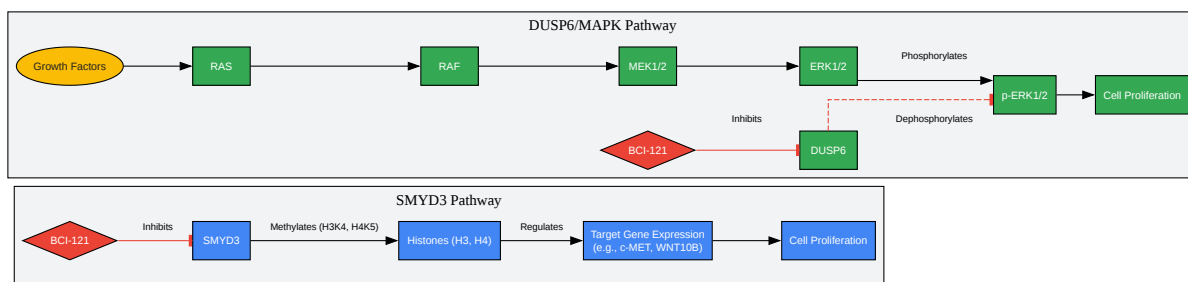 DUSP6/MAPK Pathway
Growth Factors
RAS
RAF
MEK1/2
ERK1/2
Phosphorylates
p-ERK1/2
Cell Proliferation
BCI-121
Inhibits
DUSP6
Dephosphorylates
SMYD3 Pathway
BCI-121
Inhibits
SMYD3
Methylates (H3K4, H4K5)
Histones (H3, H4)
Regulates
Target Gene Expression
(e.g., c-MET, WNT10B)
Cell Proliferation